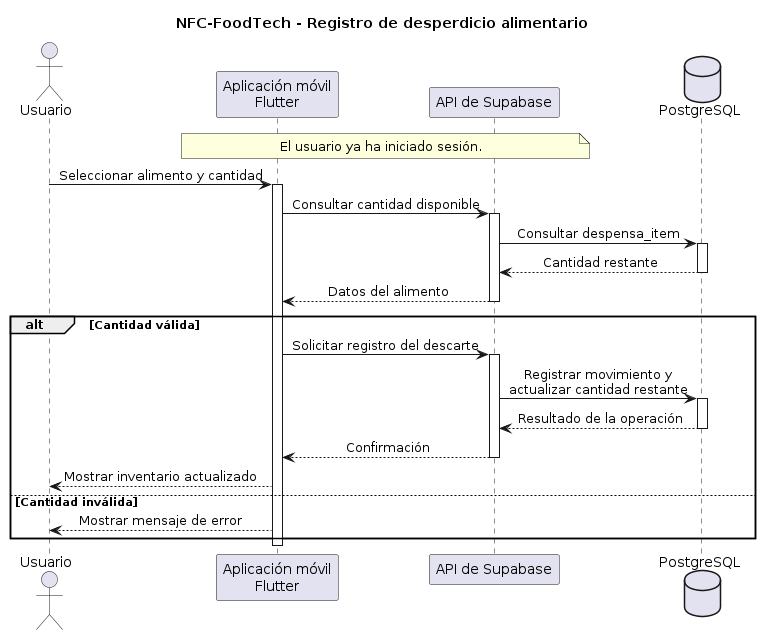 NFC-FoodTech - Registro de desperdicio alimentario
Usuario
Aplicación móvil
Flutter
API de Supabase
PostgreSQL
El usuario ya ha iniciado sesión.
Seleccionar alimento y cantidad
Consultar cantidad disponible
Consultar despensa_item
Cantidad restante
Datos del alimento
alt [Cantidad válida]
Solicitar registro del descarte
Registrar movimiento y
actualizar cantidad restante
Resultado de la operación
Confirmación
Mostrar inventario actualizado
[Cantidad inválida]
Mostrar mensaje de error
Usuario
Aplicación móvil
Flutter
API de Supabase
PostgreSQL